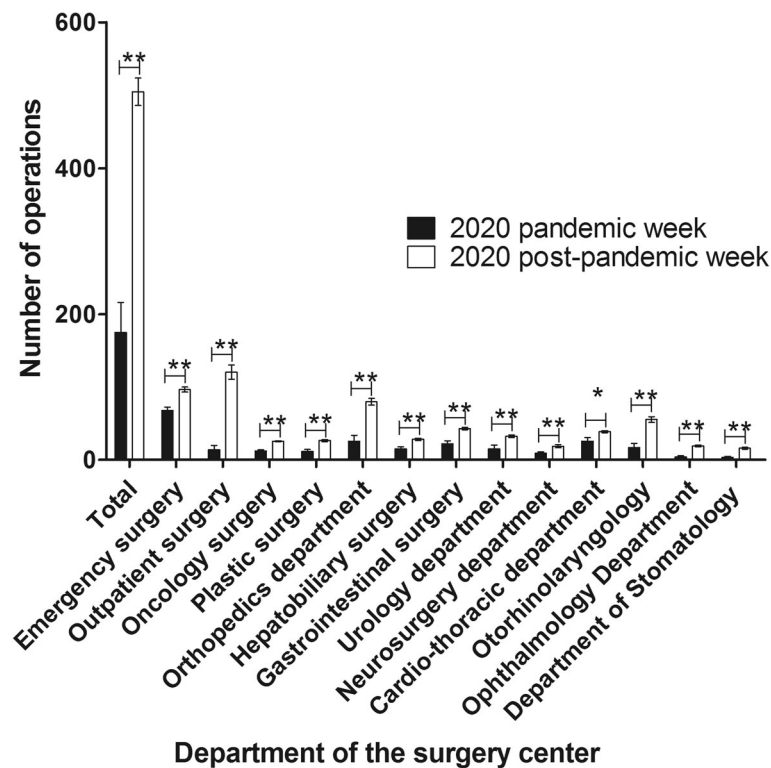 600
400
200
0
Number of operations
2020 pandemic week
2020 post-pandemic week
**
**
**
**
**
**
**
**
**
**
*
**
**
**
Total
Emergency surgery
Outpatient surgery
Oncology surgery
Plastic surgery
Orthopedics department
Hepatobiliary surgery
Gastrointestinal surgery
Urology department
Neurosurgery department
Cardio-thoracic department
Otorhinolaryngology
Ophthalmology Department
Department of Stomatology
Department of the surgery center